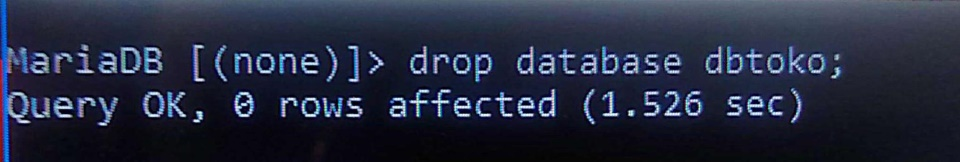 MariaDB [(none)]> drop database dbtoko;
Query OK, 0 rows affected (1.526 sec)